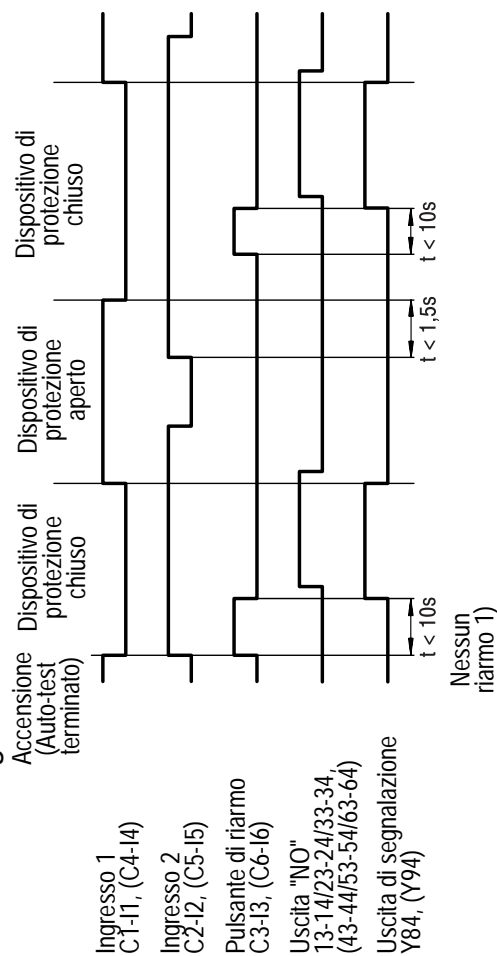 Accensione
(Auto-test
terminato)
Dispositivo di
protezione
chiuso
Dispositivo di
protezione
aperto
Dispositivo di
protezione
chiuso
Ingresso 1
C1-I1, (C4-I4)
Ingresso 2
C2-I2, (C5-I5)
Pulsante di riarmo
C3-I3, (C6-I6)
Uscita "NO"
13-14/23-24/33-34,
(43-44/53-54/63-64)
Uscita di segnalazione
Y84, (Y94)
t < 10s
t < 1,5s
t < 10s
Nessun
riarmo 1)